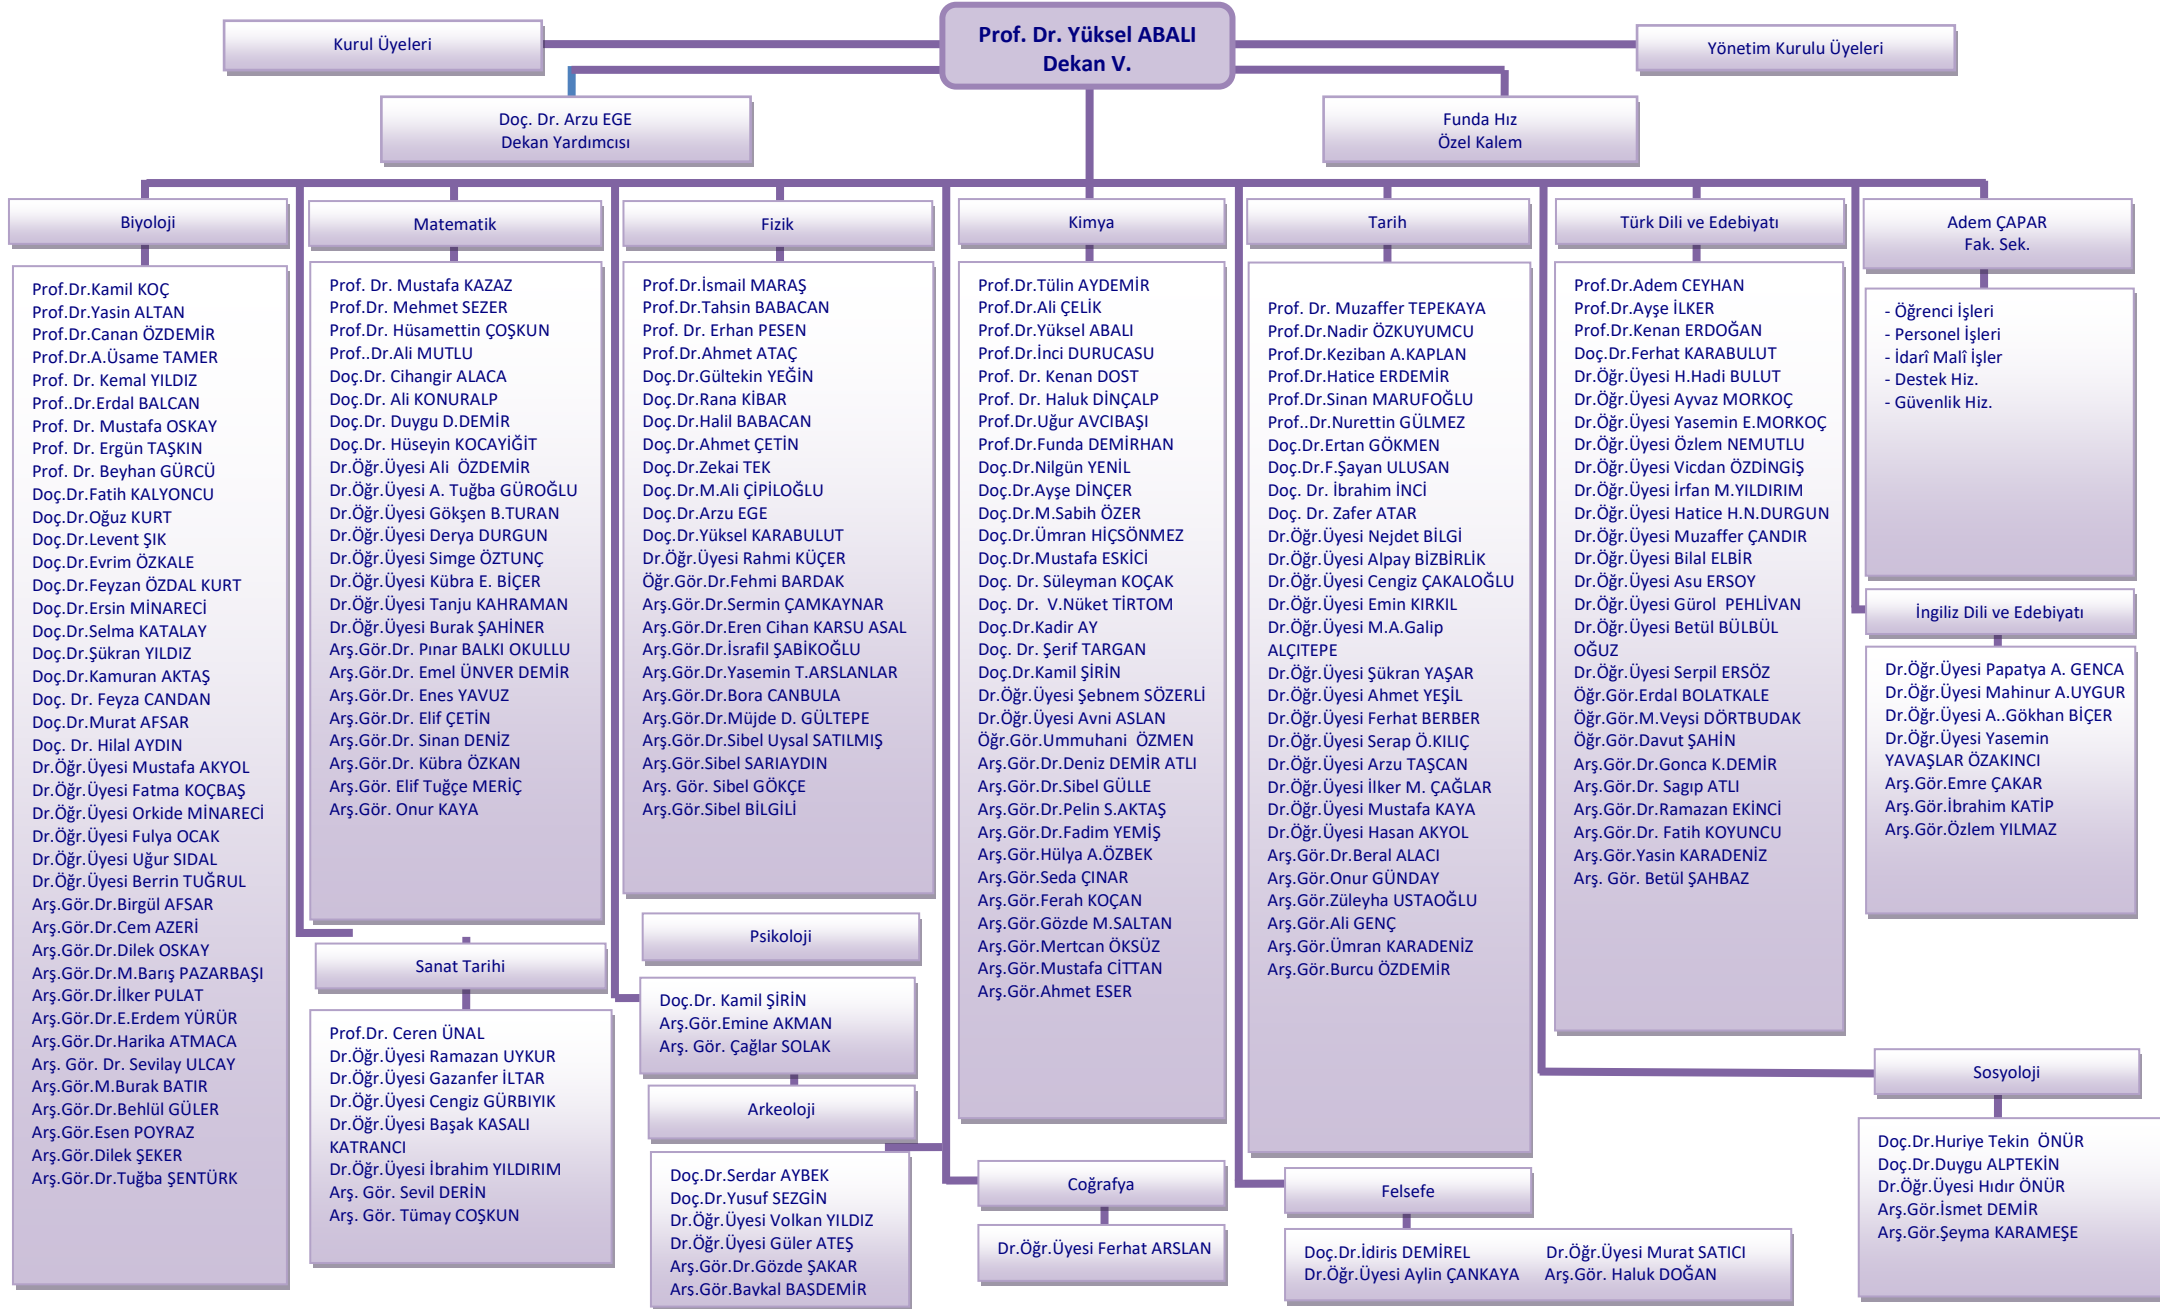 Kurul Üyeleri
Prof. Dr. Yüksel ABALI
Dekan V.
Yönetim Kurulu Üyeleri
Doç. Dr. Arzu EGE
Dekan Yardımcısı
Funda Hız
Özel Kalem
Biyoloji
Prof.Dr.Kamil KOÇ
Prof.Dr.Yasin ALTAN
Prof.Dr.Canan ÖZDEMİR
Prof.Dr.A.Üsame TAMER
Prof. Dr. Kemal YILDIZ
Prof..Dr.Erdal BALCAN
Prof. Dr. Mustafa OSKAY
Prof. Dr. Ergün TAŞKIN
Prof. Dr. Beyhan GÜRCÜ
Doç.Dr.Fatih KALYONCU
Doç.Dr.Oğuz KURT
Doç.Dr.Levent ŞIK
Doç.Dr.Evrim ÖZKALE
Doç.Dr.Feyzan ÖZDAL KURT
Doç.Dr.Ersin MİNARECİ
Doç.Dr.Selma KATALAY
Doç.Dr.Şükran YILDIZ
Doç.Dr.Kamuran AKTAŞ
Doç. Dr. Feyza CANDAN
Doç.Dr.Murat AFSAR
Doç. Dr. Hilal AYDIN
Dr.Öğr.Üyesi Mustafa AKYOL
Dr.Öğr.Üyesi Fatma KOÇBAŞ
Dr.Öğr.Üyesi Orkide MİNARECİ
Dr.Öğr.Üyesi Fulya OCAK
Dr.Öğr.Üyesi Uğur SIDAL
Dr.Öğr.Üyesi Berrin TUĞRUL
Arş.Gör.Dr.Birgül AFSAR
Arş.Gör.Dr.Cem AZERİ
Arş.Gör.Dr.Dilek OSKAY
Arş.Gör.Dr.M.Barış PAZARBAŞI
Arş.Gör.Dr.İlker PULAT
Arş.Gör.Dr.E.Erdem YÜRÜR
Arş.Gör.Dr.Harika ATMACA
Arş. Gör. Dr. Sevilay ULCAY
Arş.Gör.M.Burak BATIR
Arş.Gör.Dr.Behlül GÜLER
Arş.Gör.Esen POYRAZ
Arş.Gör.Dilek ŞEKER
Arş.Gör.Dr.Tuğba ŞENTÜRK
Matematik
Prof. Dr. Mustafa KAZAZ
Prof.Dr. Mehmet SEZER
Prof.Dr. Hüsamettin ÇOŞKUN
Prof..Dr.Ali MUTLU
Doç.Dr. Cihangir ALACA
Doç.Dr. Ali KONURALP
Doç.Dr. Duygu D.DEMİR
Doç.Dr. Hüseyin KOCAYİĞİT
Dr.Öğr.Üyesi Ali ÖZDEMİR
Dr.Öğr.Üyesi A. Tuğba GÜROĞLU
Dr.Öğr.Üyesi Gökşen B.TURAN
Dr.Öğr.Üyesi Derya DURGUN
Dr.Öğr.Üyesi Simge ÖZTUNÇ
Dr.Öğr.Üyesi Kübra E. BİÇER
Dr.Öğr.Üyesi Tanju KAHRAMAN
Dr.Öğr.Üyesi Burak ŞAHİNER
Arş.Gör.Dr. Pınar BALKI OKULLU
Arş.Gör.Dr. Emel ÜNVER DEMİR
Arş.Gör.Dr. Enes YAVUZ
Arş.Gör.Dr. Elif ÇETİN
Arş.Gör.Dr. Sinan DENİZ
Arş.Gör.Dr. Kübra ÖZKAN
Arş.Gör. Elif Tuğçe MERİÇ
Arş.Gör. Onur KAYA
Sanat Tarihi
Prof.Dr. Ceren ÜNAL
Dr.Öğr.Üyesi Ramazan UYKUR
Dr.Öğr.Üyesi Gazanfer İLTAR
Dr.Öğr.Üyesi Cengiz GÜRBIYIK
Dr.Öğr.Üyesi Başak KASALI
KATRANCI
Dr.Öğr.Üyesi İbrahim YILDIRIM
Arş. Gör. Sevil DERİN
Arş. Gör. Tümay COŞKUN
Fizik
Prof.Dr.İsmail MARAŞ
Prof.Dr.Tahsin BABACAN
Prof. Dr. Erhan PESEN
Prof.Dr.Ahmet ATAÇ
Doç.Dr.Gültekin YEĞİN
Doç.Dr.Rana KİBAR
Doç.Dr.Halil BABACAN
Doç.Dr.Ahmet ÇETİN
Doç.Dr.Zekai TEK
Doç.Dr.M.Ali ÇİPİLOĞLU
Doç.Dr.Arzu EGE
Doç.Dr.Yüksel KARABULUT
Dr.Öğr.Üyesi Rahmi KÜÇER
Öğr.Gör.Dr.Fehmi BARDAK
Arş.Gör.Dr.Sermin ÇAMKAYNAR
Arş.Gör.Dr.Eren Cihan KARSU ASAL
Arş.Gör.Dr.İsrafil ŞABİKOĞLU
Arş.Gör.Dr.Yasemin T.ARSLANLAR
Arş.Gör.Dr.Bora CANBULA
Arş.Gör.Dr.Müjde D. GÜLTEPE
Arş.Gör.Dr.Sibel Uysal SATILMIŞ
Arş.Gör.Sibel SARIAYDIN
Arş. Gör. Sibel GÖKÇE
Arş.Gör.Sibel BİLGİLİ
Psikoloji
Doç.Dr. Kamil ŞİRİN
Arş.Gör.Emine AKMAN
Arş. Gör. Çağlar SOLAK
Arkeoloji
Doç.Dr.Serdar AYBEK
Doç.Dr.Yusuf SEZGİN
Dr.Öğr.Üyesi Volkan YILDIZ
Dr.Öğr.Üyesi Güler ATEŞ
Arş.Gör.Dr.Gözde ŞAKAR
Arş.Gör.Baykal BAŞDEMİR
Kimya
Prof.Dr.Tülin AYDEMİR
Prof.Dr.Ali ÇELİK
Prof.Dr.Yüksel ABALI
Prof.Dr.İnci DURUCASU
Prof. Dr. Kenan DOST
Prof. Dr. Haluk DİNÇALP
Prof.Dr.Uğur AVCIBAŞI
Prof.Dr.Funda DEMİRHAN
Doç.Dr.Nilgün YENİL
Doç.Dr.Ayşe DİNÇER
Doç.Dr.M.Sabih ÖZER
Doç.Dr.Ümran HİÇSÖNMEZ
Doç.Dr.Mustafa ESKİCİ
Doç. Dr. Süleyman KOÇAK
Doç. Dr. V.Nüket TİRTOM
Doç.Dr.Kadir AY
Doç. Dr. Şerif TARGAN
Doç.Dr.Kamil ŞİRİN
Dr.Öğr.Üyesi Şebnem SÖZERLİ
Dr.Öğr.Üyesi Avni ASLAN
Öğr.Gör.Ummuhani ÖZMEN
Arş.Gör.Dr.Deniz DEMİR ATLI
Arş.Gör.Dr.Sibel GÜLLE
Arş.Gör.Dr.Pelin S.AKTAŞ
Arş.Gör.Dr.Fadim YEMİŞ
Arş.Gör.Hülya A.ÖZBEK
Arş.Gör.Seda ÇINAR
Arş.Gör.Ferah KOÇAN
Arş.Gör.Gözde M.SALTAN
Arş.Gör.Mertcan ÖKSÜZ
Arş.Gör.Mustafa CİTTAN
Arş.Gör.Ahmet ESER
Coğrafya
Dr.Öğr.Üyesi Ferhat ARSLAN
Tarih
Prof. Dr. Muzaffer TEPEKAYA
Prof.Dr.Nadir ÖZKUYUMCU
Prof.Dr.Keziban A.KAPLAN
Prof.Dr.Hatice ERDEMİR
Prof.Dr.Sinan MARUFOĞLU
Prof..Dr.Nurettin GÜLMEZ
Doç.Dr.Ertan GÖKMEN
Doç.Dr.F.Şayan ULUSAN
Doç. Dr. İbrahim İNCİ
Doç. Dr. Zafer ATAR
Dr.Öğr.Üyesi Nejdet BİLGİ
Dr.Öğr.Üyesi Alpay BİZBİRLİK
Dr.Öğr.Üyesi Cengiz ÇAKALOĞLU
Dr.Öğr.Üyesi Emin KIRKIL
Dr.Öğr.Üyesi M.A.Galip
ALÇITEPE
Dr.Öğr.Üyesi Şükran YAŞAR
Dr.Öğr.Üyesi Ahmet YEŞİL
Dr.Öğr.Üyesi Ferhat BERBER
Dr.Öğr.Üyesi Serap Ö.KILIÇ
Dr.Öğr.Üyesi Arzu TAŞCAN
Dr.Öğr.Üyesi İlker M. ÇAĞLAR
Dr.Öğr.Üyesi Mustafa KAYA
Dr.Öğr.Üyesi Hasan AKYOL
Arş.Gör.Dr.Beral ALACI
Arş.Gör.Onur GÜNDAY
Arş.Gör.Züleyha USTAOĞLU
Arş.Gör.Ali GENÇ
Arş.Gör.Ümran KARADENİZ
Arş.Gör.Burcu ÖZDEMİR
Felsefe
Doç.Dr.İdiris DEMİREL Dr.Öğr.Üyesi Murat SATICI
Dr.Öğr.Üyesi Aylin ÇANKAYA Arş.Gör. Haluk DOĞAN
Türk Dili ve Edebiyatı
Prof.Dr.Adem CEYHAN
Prof.Dr.Ayşe İLKER
Prof.Dr.Kenan ERDOĞAN
Doç.Dr.Ferhat KARABULUT
Dr.Öğr.Üyesi H.Hadi BULUT
Dr.Öğr.Üyesi Ayvaz MORKOÇ
Dr.Öğr.Üyesi Yasemin E.MORKOÇ
Dr.Öğr.Üyesi Özlem NEMUTLU
Dr.Öğr.Üyesi Vicdan ÖZDİNGİŞ
Dr.Öğr.Üyesi İrfan M.YILDIRIM
Dr.Öğr.Üyesi Hatice H.N.DURGUN
Dr.Öğr.Üyesi Muzaffer ÇANDIR
Dr.Öğr.Üyesi Bilal ELBİR
Dr.Öğr.Üyesi Asu ERSOY
Dr.Öğr.Üyesi Gürol PEHLİVAN
Dr.Öğr.Üyesi Betül BÜLBÜL
OĞUZ
Dr.Öğr.Üyesi Serpil ERSÖZ
Öğr.Gör.Erdal BOLATKALE
Öğr.Gör.M.Veysi DÖRTBUDAK
Öğr.Gör.Davut ŞAHİN
Arş.Gör.Dr.Gonca K.DEMİR
Arş.Gör.Dr. Sagıp ATLI
Arş.Gör.Dr.Ramazan EKİNCİ
Arş.Gör.Dr. Fatih KOYUNCU
Arş.Gör.Yasin KARADENİZ
Arş. Gör. Betül ŞAHBAZ
Adem ÇAPAR
Fak. Sek.
- Öğrenci İşleri
- Personel İşleri
- İdarî Malî İşler
- Destek Hiz.
- Güvenlik Hiz.
İngiliz Dili ve Edebiyatı
Dr.Öğr.Üyesi Papatya A. GENCA
Dr.Öğr.Üyesi Mahinur A.UYGUR
Dr.Öğr.Üyesi A..Gökhan BİÇER
Dr.Öğr.Üyesi Yasemin
YAVAŞLAR ÖZAKINCI
Arş.Gör.Emre ÇAKAR
Arş.Gör.İbrahim KATİP
Arş.Gör.Özlem YILMAZ
Sosyoloji
Doç.Dr.Huriye Tekin ÖNÜR
Doç.Dr.Duygu ALPTEKİN
Dr.Öğr.Üyesi Hıdır ÖNÜR
Arş.Gör.İsmet DEMİR
Arş.Gör.Şeyma KARAMEŞE